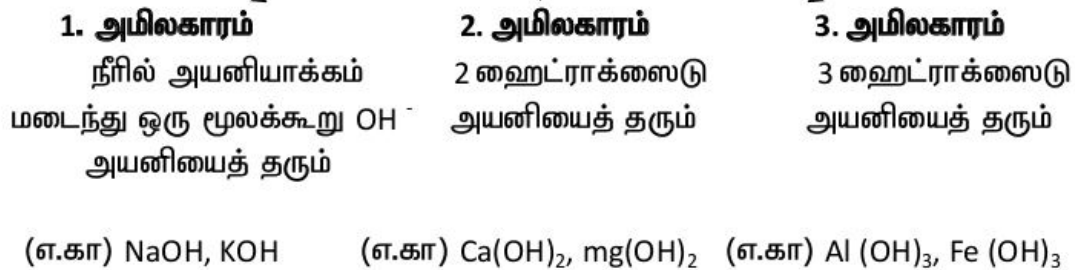 1. அமிலகாரம்
நீரில் அயனியாக்கம்
மடைந்து ஒரு மூலக்கூறு OH⁻
அயனியைத் தரும்
(எ.கா) NaOH, KOH
2. அமிலகாரம்
2 ஹைட்ராக்ஸைடு
அயனியைத் தரும்
(எ.கா) Ca(OH)₂, mg(OH)₂
3. அமிலகாரம்
3 ஹைட்ராக்ஸைடு
அயனியைத் தரும்
(எ.கா) Al (OH)₃, Fe (OH)₃